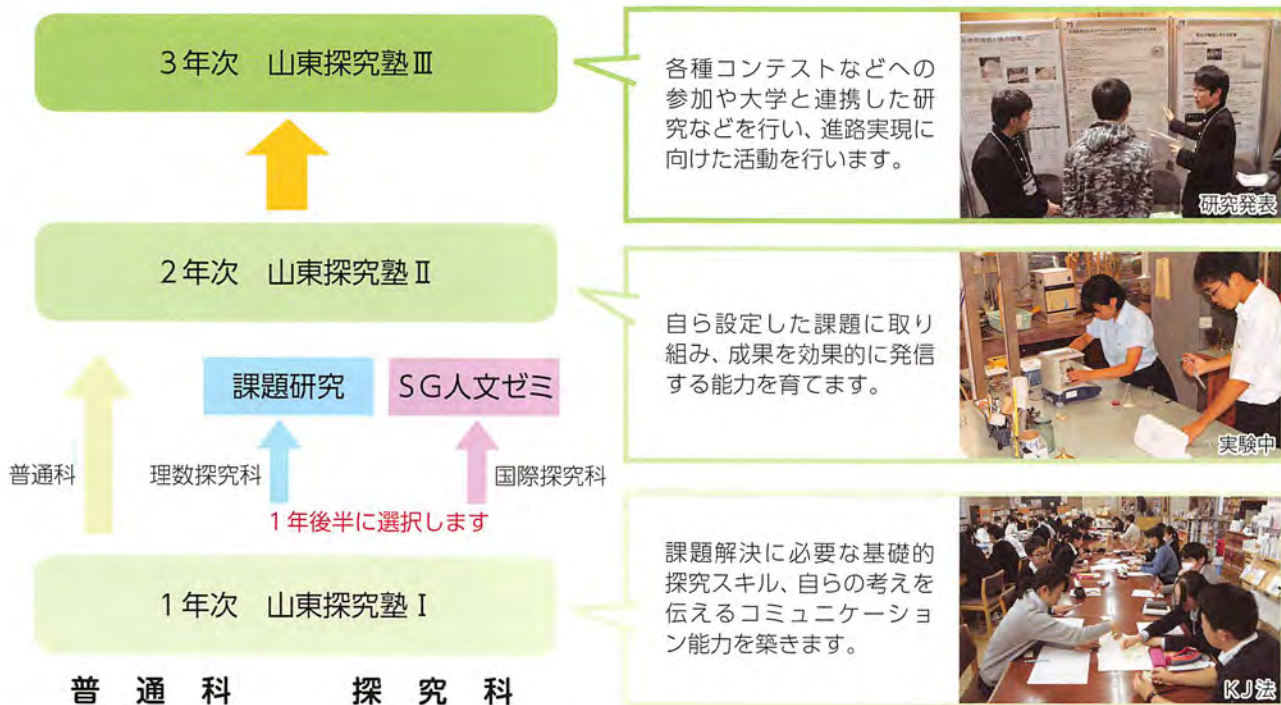 3年次 山東探究塾Ⅲ
各種コンテストなどへの
参加や大学と連携した研
究などを行い、進路実現に
向けた活動を行います。
研究発表
2年次 山東探究塾Ⅱ
自ら設定した課題に取り
組み、成果を効果的に発信
する能力を育てます。
実験中
課題研究
SG人文ゼミ
普通科
理数探究科
国際探究科
1年後半に選択します
1年次 山東探究塾Ⅰ
課題解決に必要な基礎的
探究スキル、自らの考えを
伝えるコミュニケーショ
ン能力を築きます。
KJ法
普通科 探究科